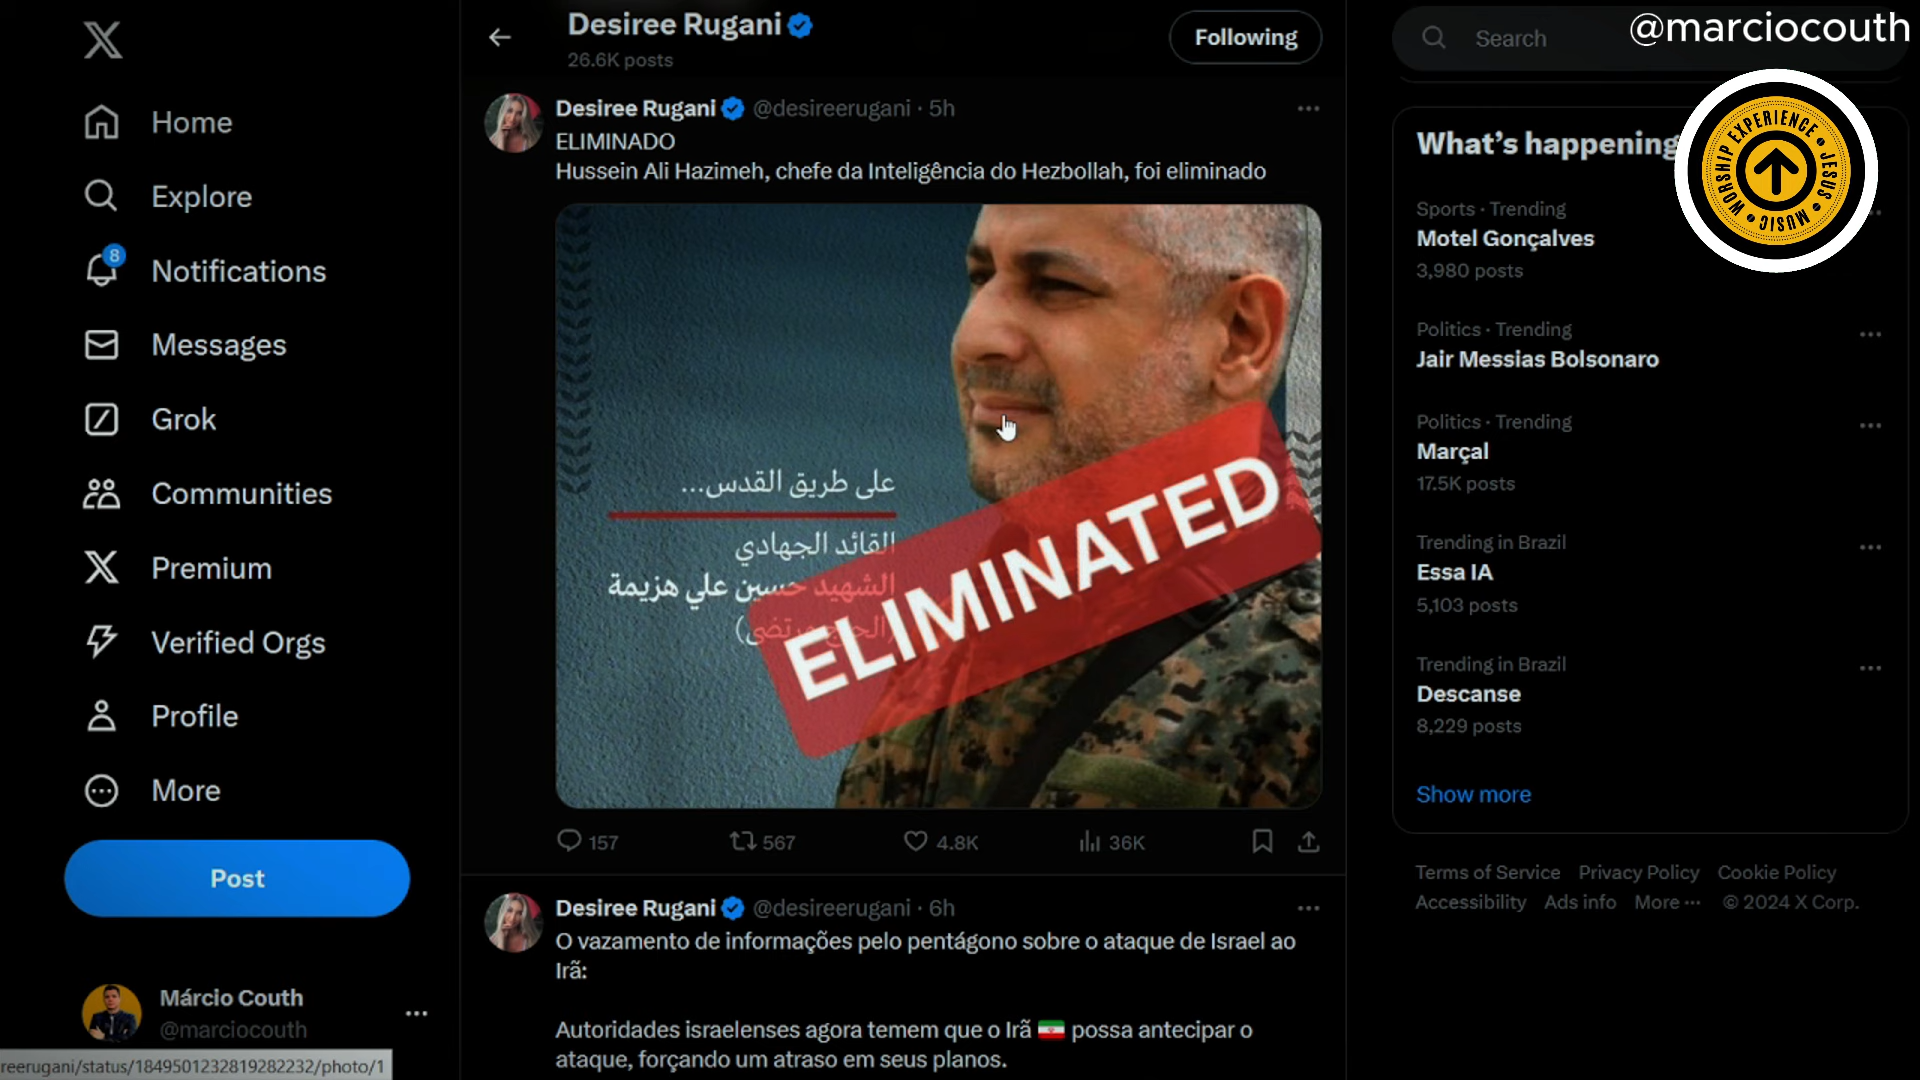 Desiree Rugani
26.6K posts
Following
Search
@marciocouth
Home
Explore
8
Notifications
Messages
Grok
Communities
Premium
Verified Orgs
Profile
More
Post
Márcio Couth
@marciocouth
reerugani/status/1849501232819282232/photo/1
Desiree Rugani @desireerugani · 5h
ELIMINADO
Hussein Ali Hazimeh, chefe da Inteligência do Hezbollah, foi eliminado
على طريق القدس...
القائد الجهادي
الشهيد حسين علي هزيمة
(الحاج مرتضى)
ELIMINATED
157
567
4.8K
36K
Desiree Rugani @desireerugani · 6h
O vazamento de informações pelo pentágono sobre o ataque de Israel ao
Irã:
Autoridades israelenses agora temem que o Irã possa antecipar o
ataque, forçando um atraso em seus planos.
What’s happening
WORSHIP EXPERIENCE • JESUS • MUSIC •
Sports · Trending
Motel Gonçalves
3,980 posts
Politics · Trending
Jair Messias Bolsonaro
Politics · Trending
Marçal
17.5K posts
Trending in Brazil
Essa IA
5,103 posts
Trending in Brazil
Descanse
8,229 posts
Show more
Terms of Service Privacy Policy Cookie Policy
Accessibility Ads info More ··· © 2024 X Corp.